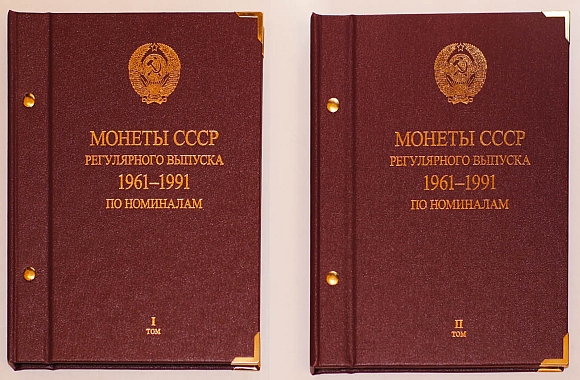 МОНЕТЫ СССР
РЕГУЛЯРНОГО ВЫПУСКА
1961–1991
ПО НОМИНАЛАМ
I
ТОМ
МОНЕТЫ СССР
РЕГУЛЯРНОГО ВЫПУСКА
1961–1991
ПО НОМИНАЛАМ
II
ТОМ